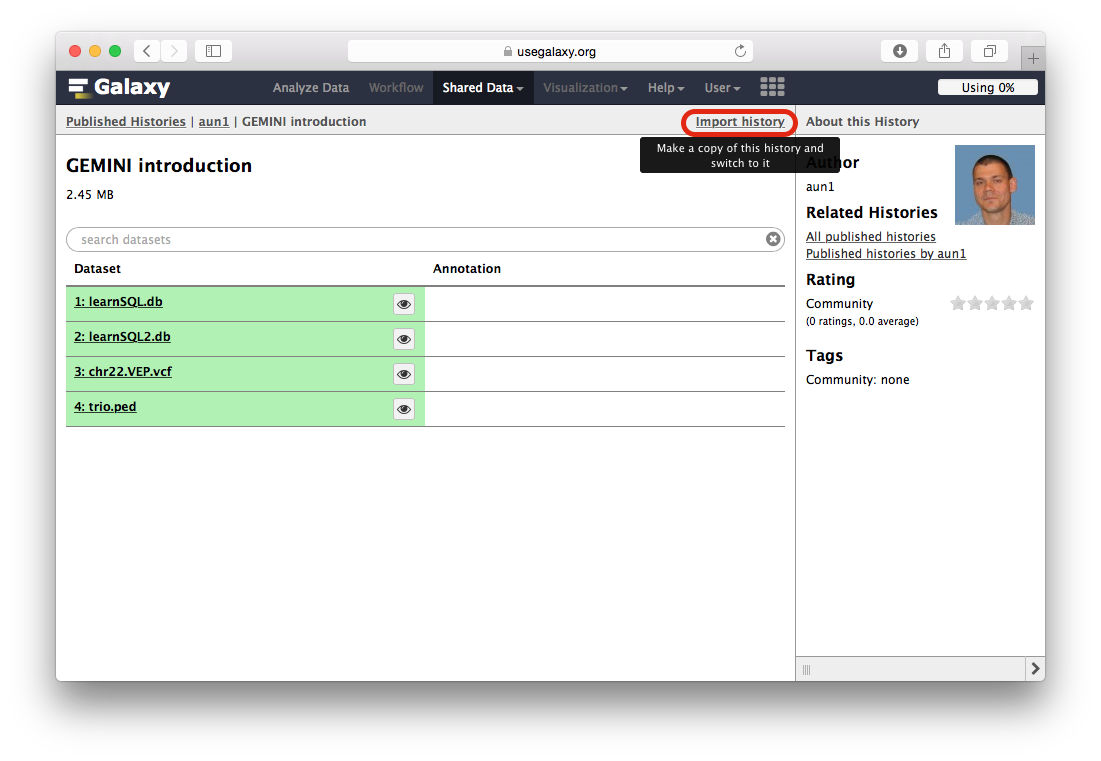 usegalaxy.org
Galaxy
Analyze Data Workflow Shared Data Visualization Help User
Using 0%
Published Histories | aun1 | GEMINI introduction
Import history
About this History
Make a copy of this history and
switch to it
GEMINI introduction
2.45 MB
search datasets
Dataset Annotation
1: learnSQL.db
2: learnSQL2.db
3: chr22.VEP.vcf
4: trio.ped
Author
aun1
Related Histories
All published histories
Published histories by aun1
Rating
Community
(0 ratings, 0.0 average)
Tags
Community: none